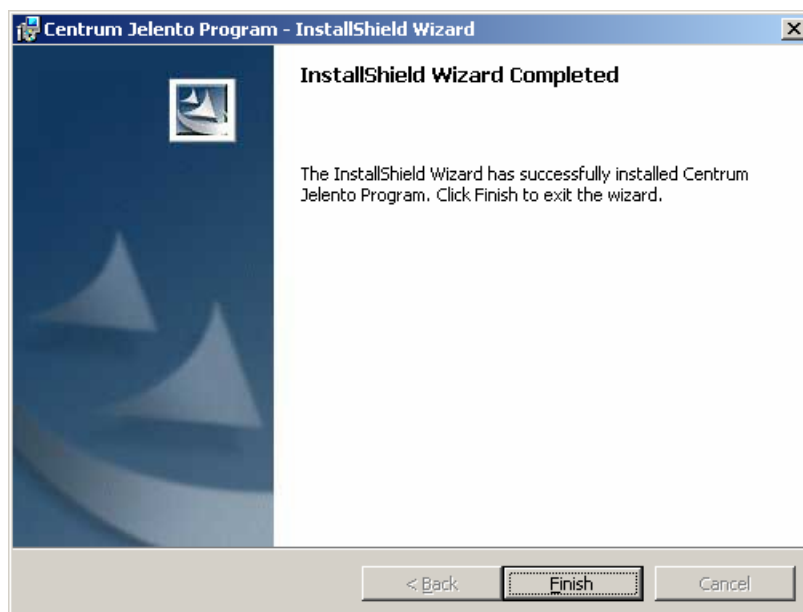 Centrum Jelento Program - InstallShield Wizard
InstallShield Wizard Completed
The InstallShield Wizard has successfully installed Centrum
Jelento Program. Click Finish to exit the wizard.
< Back
Finish
Cancel